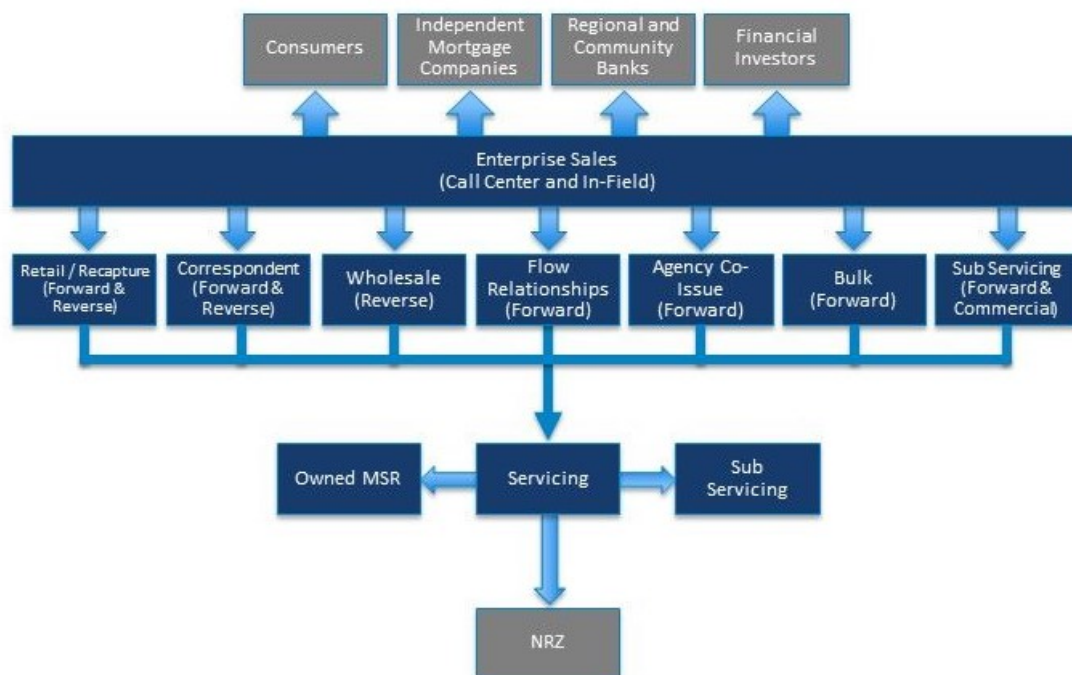 Consumers
Independent
Mortgage
Companies
Regional and
Community
Banks
Financial
Investors
Enterprise Sales
(Call Center and In-Field)
Retail / Recapture
(Forward &
Reverse)
Correspondent
(Forward &
Reverse)
Wholesale
(Reverse)
Flow
Relationships
(Forward)
Agency Co-
Issue
(Forward)
Bulk
(Forward)
Sub Servicing
(Forward &
Commercial)
Owned MSR
Servicing
Sub
Servicing
NRZ